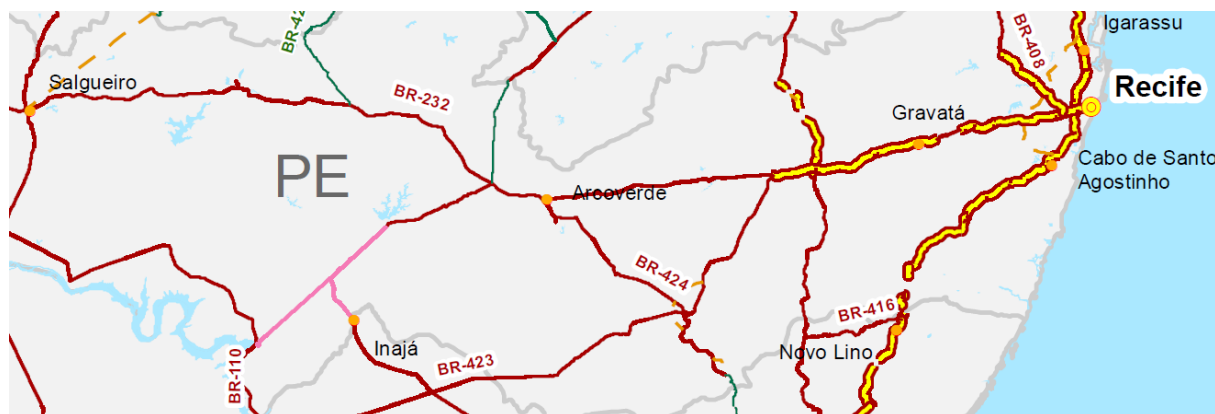 Igarassu
BR-42
BR-408
Salgueiro
Recife
BR-232
Gravatá
Cabo de Santo
Agostinho
PE
Arcoverde
BR-424
BR-416
Inajá
Novo Lino
BR-423
BR-110